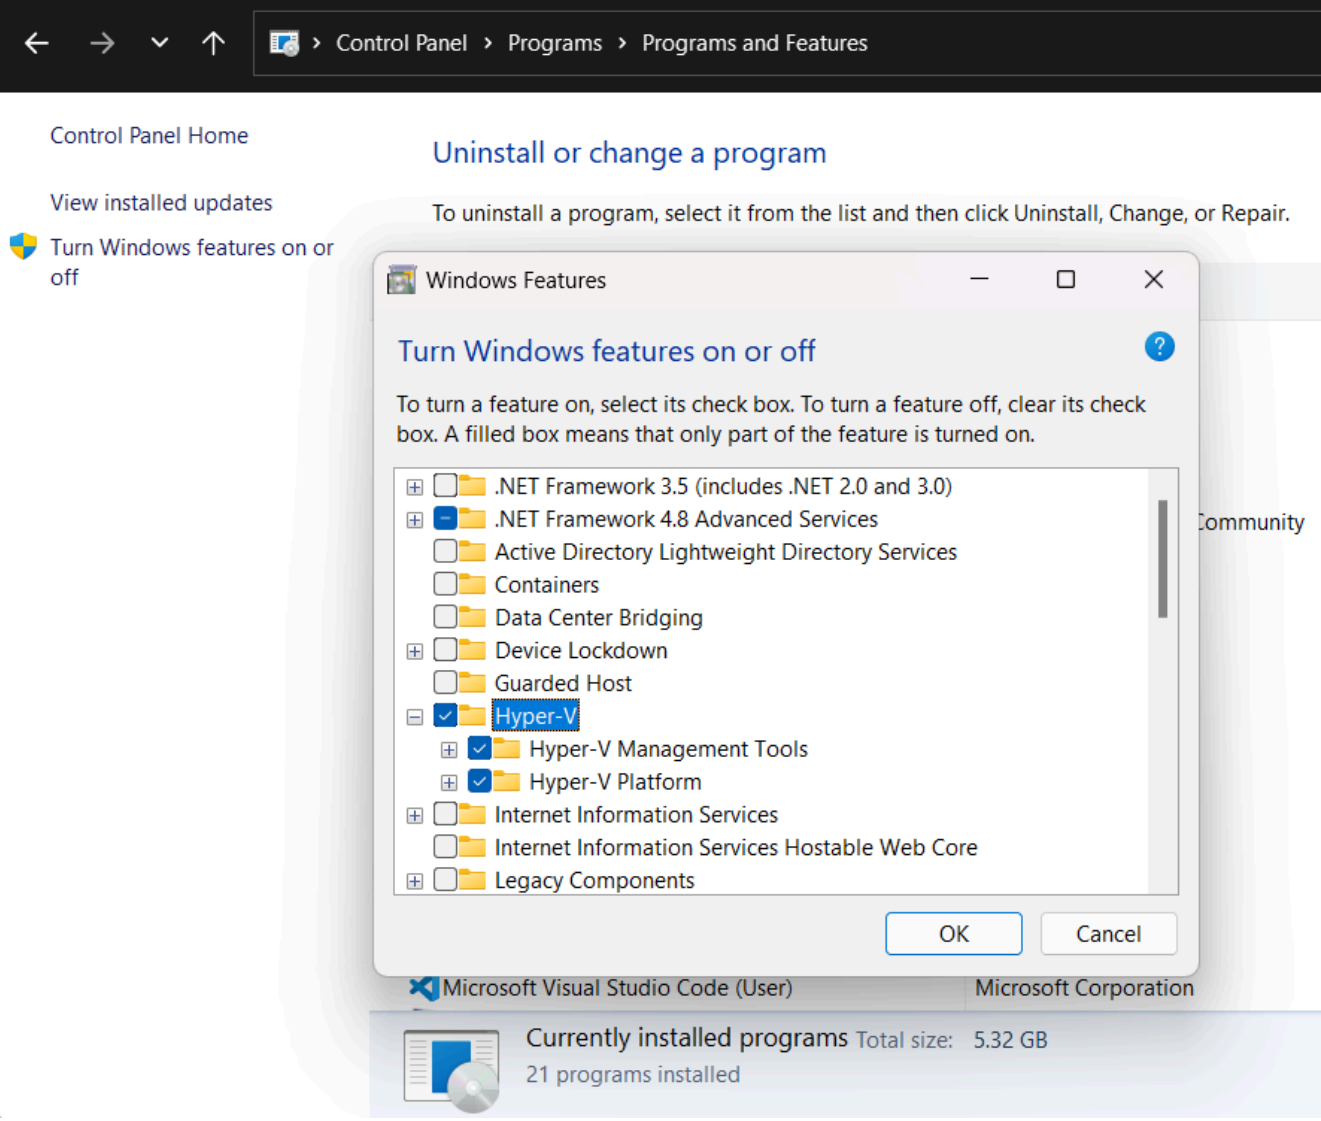 Control Panel > Programs > Programs and Features
Control Panel Home
View installed updates
Turn Windows features on or
off
Uninstall or change a program
To uninstall a program, select it from the list and then click Uninstall, Change, or Repair.
Windows Features
Turn Windows features on or off
?
To turn a feature on, select its check box. To turn a feature off, clear its check
box. A filled box means that only part of the feature is turned on.
.NET Framework 3.5 (includes .NET 2.0 and 3.0)
.NET Framework 4.8 Advanced Services
Active Directory Lightweight Directory Services
Containers
Data Center Bridging
Device Lockdown
Guarded Host
Hyper-V
Hyper-V Management Tools
Hyper-V Platform
Internet Information Services
Internet Information Services Hostable Web Core
Legacy Components
OK
Cancel
Community
Microsoft Visual Studio Code (User)
Microsoft Corporation
Currently installed programs Total size: 5.32 GB
21 programs installed